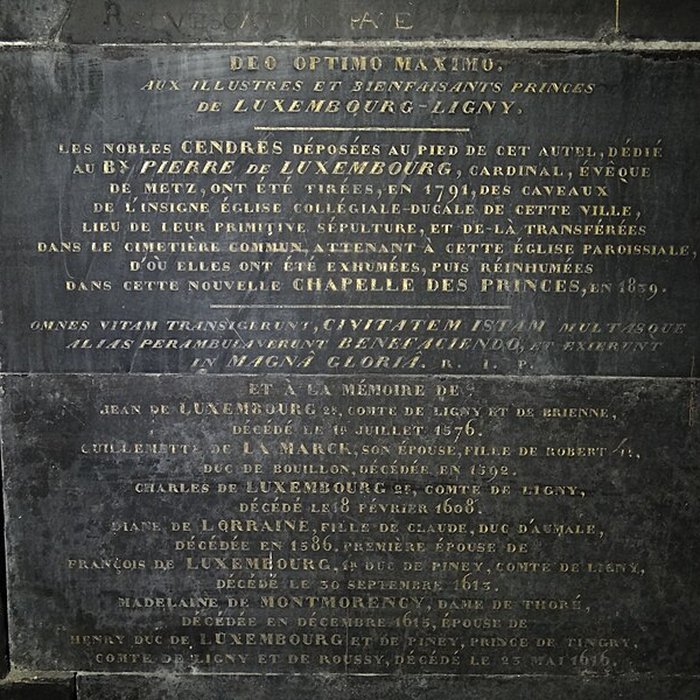 REQUIESCAT IN PACE
DEO OPTIMO MAXIMO.
AUX ILLUSTRES ET BIENFAISANTS PRINCES
DE LUXEMBOURG-LIGNY,
LES NOBLES CENDRES DÉPOSÉES AU PIED DE CET AUTEL, DÉDIÉ
AU BX PIERRE DE LUXEMBOURG, CARDINAL, ÉVÊQUE
DE METZ, ONT ÉTÉ TIRÉES, EN 1791, DES CAVEAUX
DE L'INSIGNE ÉGLISE COLLÉGIALE-DUCALE DE CETTE VILLE,
LIEU DE LEUR PRIMITIVE SÉPULTURE, ET DE-LÀ TRANSFÉRÉES
DANS LE CIMETIÈRE COMMUN, ATTENANT À CETTE ÉGLISE PAROISSIALE,
D'OÙ ELLES ONT ÉTÉ EXHUMÉES, PUIS RÉINHUMÉES
DANS CETTE NOUVELLE CHAPELLE DES PRINCES, EN 1839.
OMNES VITAM TRANSIGERUNT, CIVITATEM ISTAM MULTASQUE
ALIAS PERAMBULAVERUNT BENEFACIENDO, ET EXIERUNT
IN MAGNÂ GLORIÂ. R. I. P.
ET À LA MÉMOIRE DE
JEAN DE LUXEMBOURG 2E, COMTE DE LIGNY ET DE BRIENNE,
DÉCÉDÉ LE 1R JUILLET 1576.
GUILLEMETTE DE LA MARCK, SON ÉPOUSE, FILLE DE ROBERT
DUC DE BOUILLON, DÉCÉDÉE EN 1592.
CHARLES DE LUXEMBOURG 2E, COMTE DE LIGNY,
DÉCÉDÉ LE 18 FÉVRIER 1608.
DIANE DE LORRAINE, FILLE DE CLAUDE, DUC D'AUMALE,
DÉCÉDÉE EN 1586, PREMIÈRE ÉPOUSE DE
FRANÇOIS DE LUXEMBOURG, 1R DUC DE PINEY, COMTE DE LIGNY,
DÉCÉDÉ LE 30 SEPTEMBRE 1613.
MADELAINE DE MONTMORENCY, DAME DE THORÉ,
DÉCÉDÉE EN DÉCEMBRE 1615, ÉPOUSE DE
HENRY DUC DE LUXEMBOURG ET DE PINEY, PRINCE DE TINGRY,
COMTE DE LIGNY ET DE ROUSSY, DÉCÉDÉ LE 23 MAI 1616.